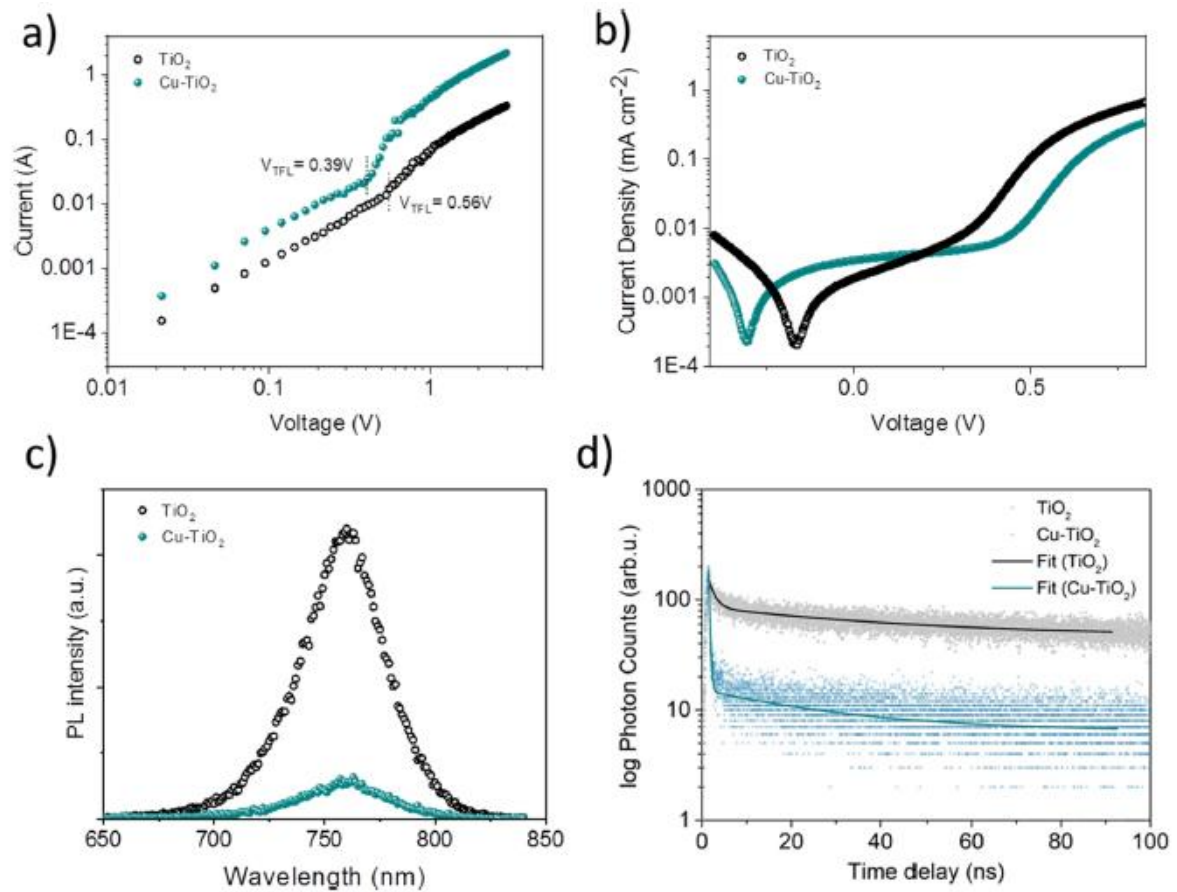 a)
TiO₂
Cu-TiO₂
V_TFL = 0.39V
V_TFL = 0.56V
1
0.1
0.01
0.001
1E-4
0.01
0.1
1
Current (A)
Voltage (V)
b)
TiO₂
Cu-TiO₂
1
0.1
0.01
0.001
1E-4
0.0
0.5
Current Density (mA cm⁻²)
Voltage (V)
c)
TiO₂
Cu-TiO₂
PL intensity (a.u.)
650
700
750
800
850
Wavelength (nm)
d)
TiO₂
Cu-TiO₂
Fit (TiO₂)
Fit (Cu-TiO₂)
1000
100
10
1
0
20
40
60
80
100
log Photon Counts (arb.u.)
Time delay (ns)